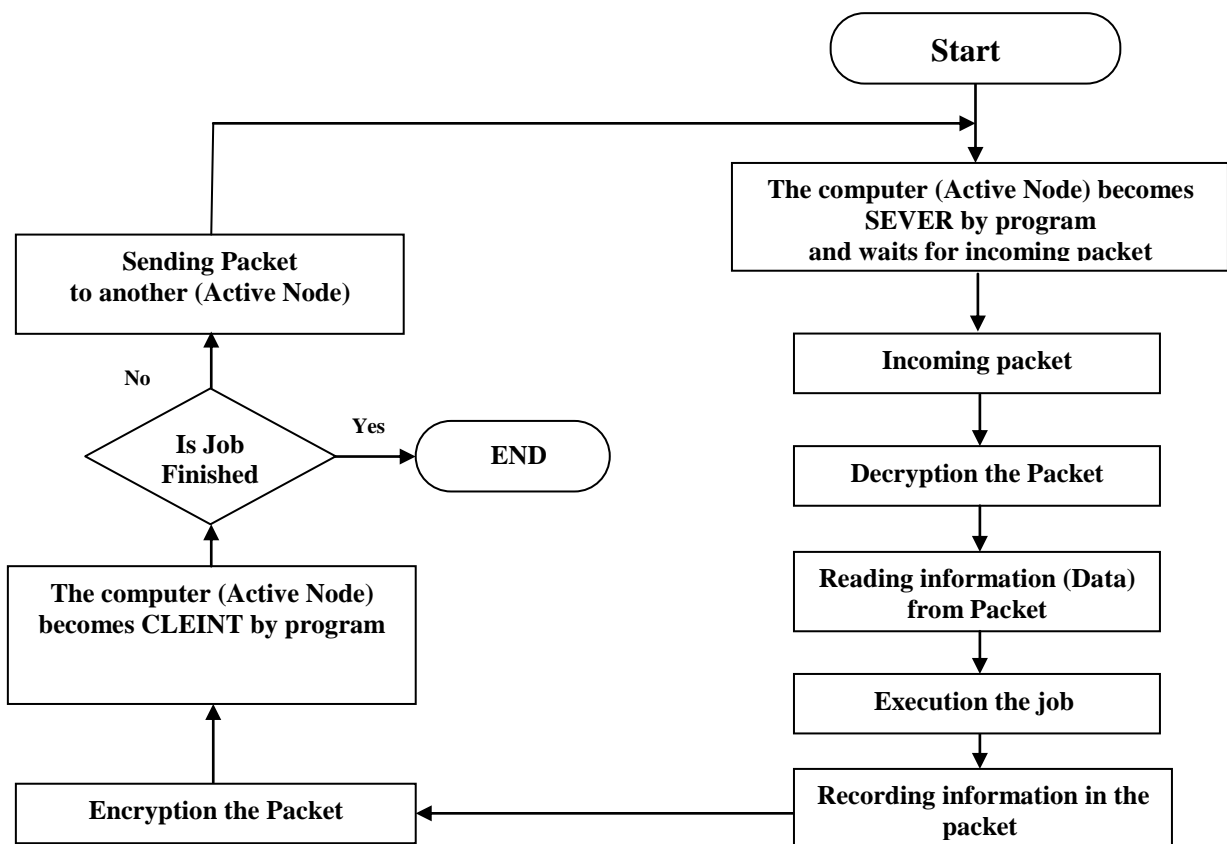 Start
The computer (Active Node) becomes
SEVER by program
and waits for incoming packet
Incoming packet
Decryption the Packet
Reading information (Data)
from Packet
Execution the job
Recording information in the
packet
Encryption the Packet
The computer (Active Node)
becomes CLEINT by program
Is Job
Finished
Yes
END
No
Sending Packet
to another (Active Node)